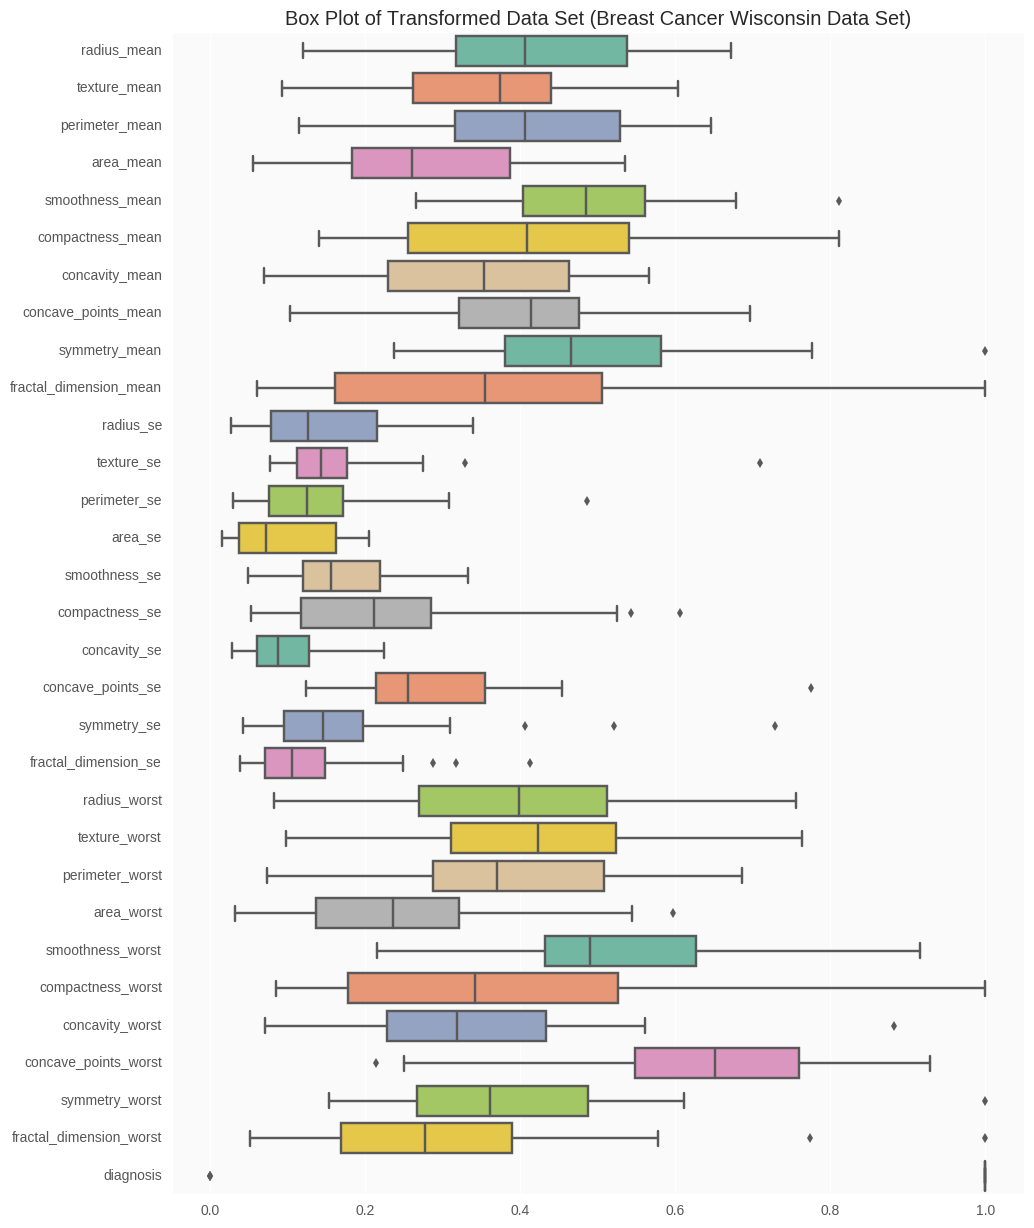 Box Plot of Transformed Data Set (Breast Cancer Wisconsin Data Set)
radius_mean
texture_mean
perimeter_mean
area_mean
smoothness_mean
compactness_mean
concavity_mean
concave_points_mean
symmetry_mean
fractal_dimension_mean
radius_se
texture_se
perimeter_se
area_se
smoothness_se
compactness_se
concavity_se
concave_points_se
symmetry_se
fractal_dimension_se
radius_worst
texture_worst
perimeter_worst
area_worst
smoothness_worst
compactness_worst
concavity_worst
concave_points_worst
symmetry_worst
fractal_dimension_worst
diagnosis
0.0 0.2 0.4 0.6 0.8 1.0